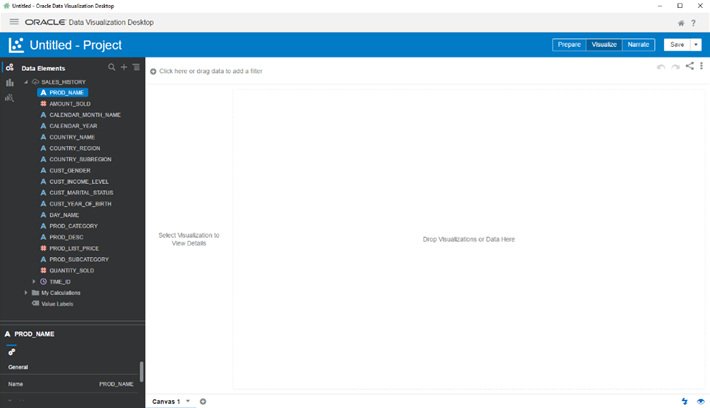 Untitled - Oracle Data Visualization Desktop
ORACLE Data Visualization Desktop
?
Untitled - Project
Prepare Visualize Narrate Save
Data Elements
Click here or drag data to add a filter
SALES_HISTORY
A PROD_NAME
AMOUNT_SOLD
A CALENDAR_MONTH_NAME
A CALENDAR_YEAR
A COUNTRY_NAME
A COUNTRY_REGION
A COUNTRY_SUBREGION
A CUST_GENDER
A CUST_INCOME_LEVEL
A CUST_MARITAL_STATUS
A CUST_YEAR_OF_BIRTH
A DAY_NAME
A PROD_CATEGORY
A PROD_DESC
PROD_LIST_PRICE
A PROD_SUBCATEGORY
QUANTITY_SOLD
TIME_ID
My Calculations
Value Labels
Select Visualization to
View Details
Drop Visualizations or Data Here
A PROD_NAME
General
Name PROD_NAME
Canvas 1